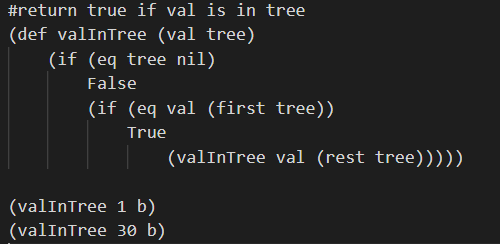 #return true if val is in tree
(def valInTree (val tree)
(if (eq tree nil)
False
(if (eq val (first tree))
True
(valInTree val (rest tree)))))
(valInTree 1 b)
(valInTree 30 b)